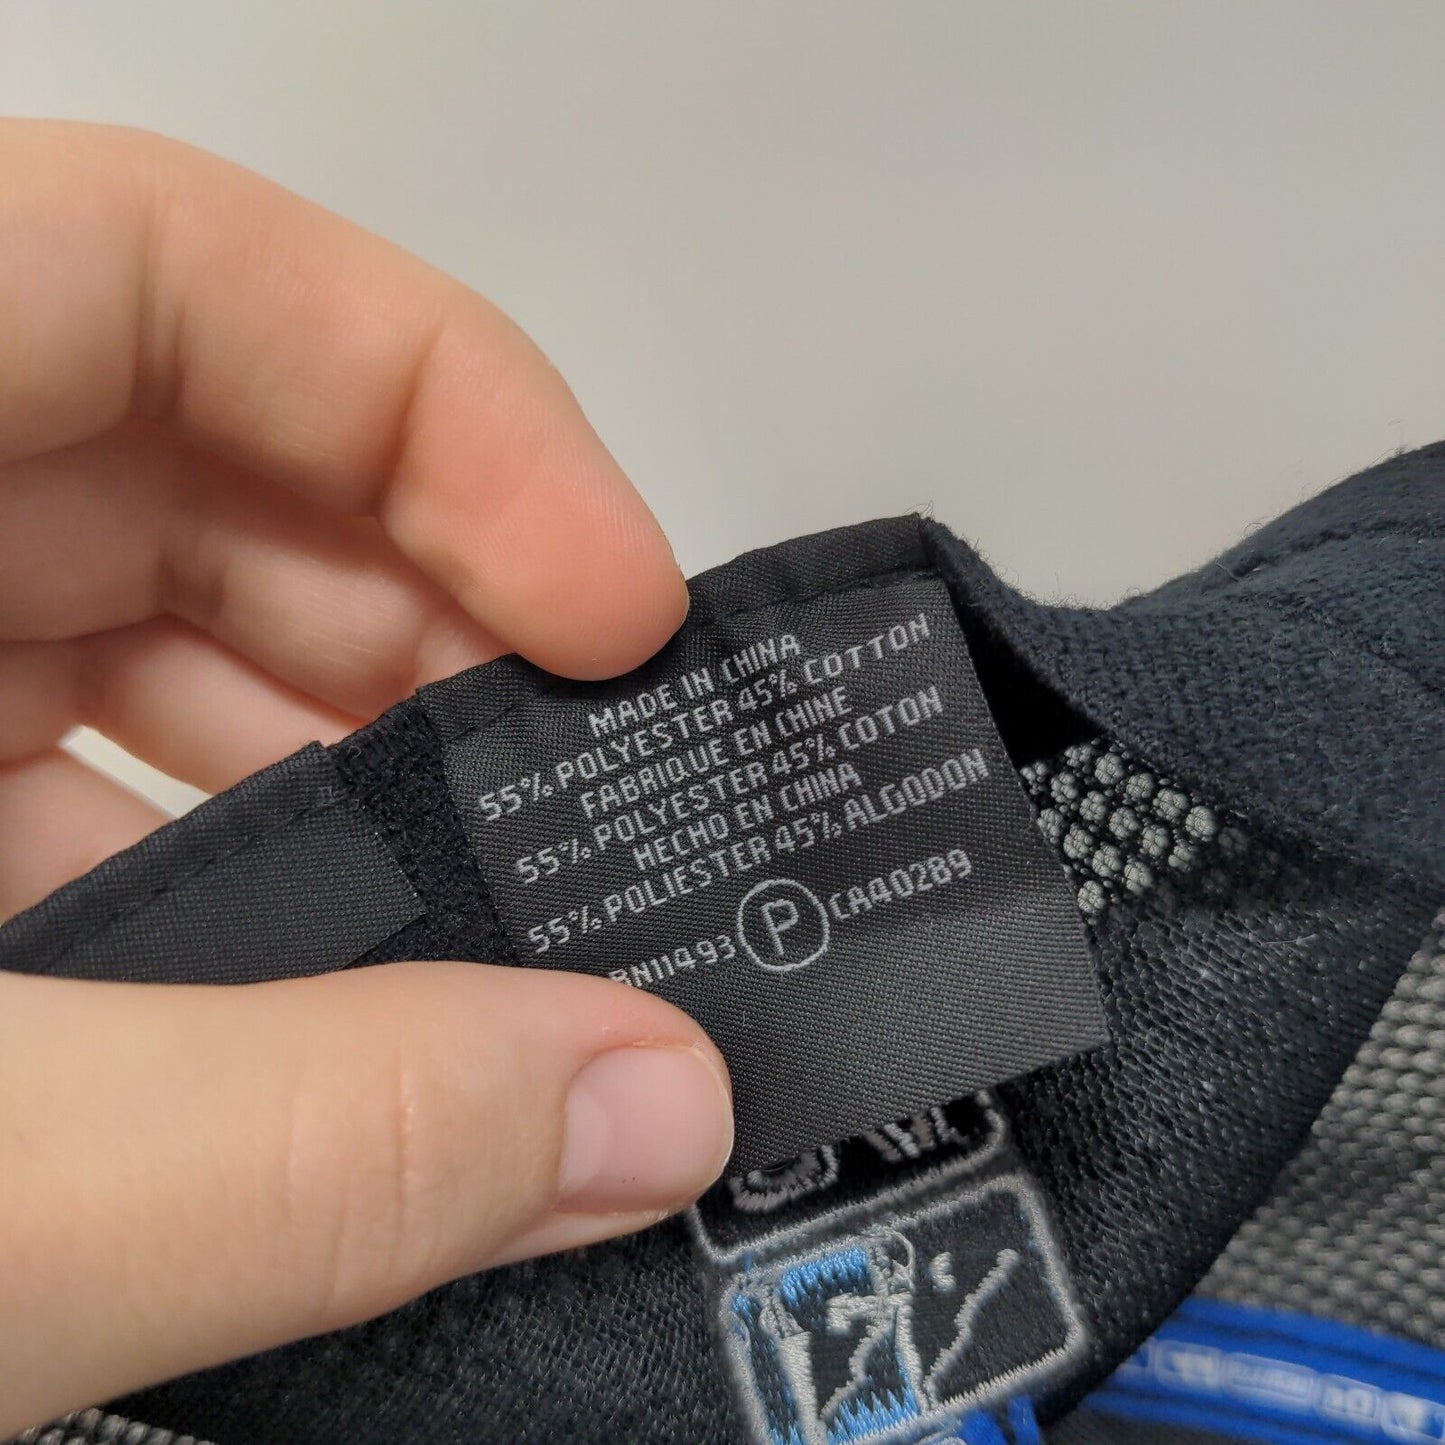 MADE IN CHINA
55% POLYESTER 45% COTTON
FABRIQUE EN CHINE
55% POLYESTER 45% COTON
HECHO EN CHINA
55% POLIESTER 45% ALGODON
RN11493 P CA40289